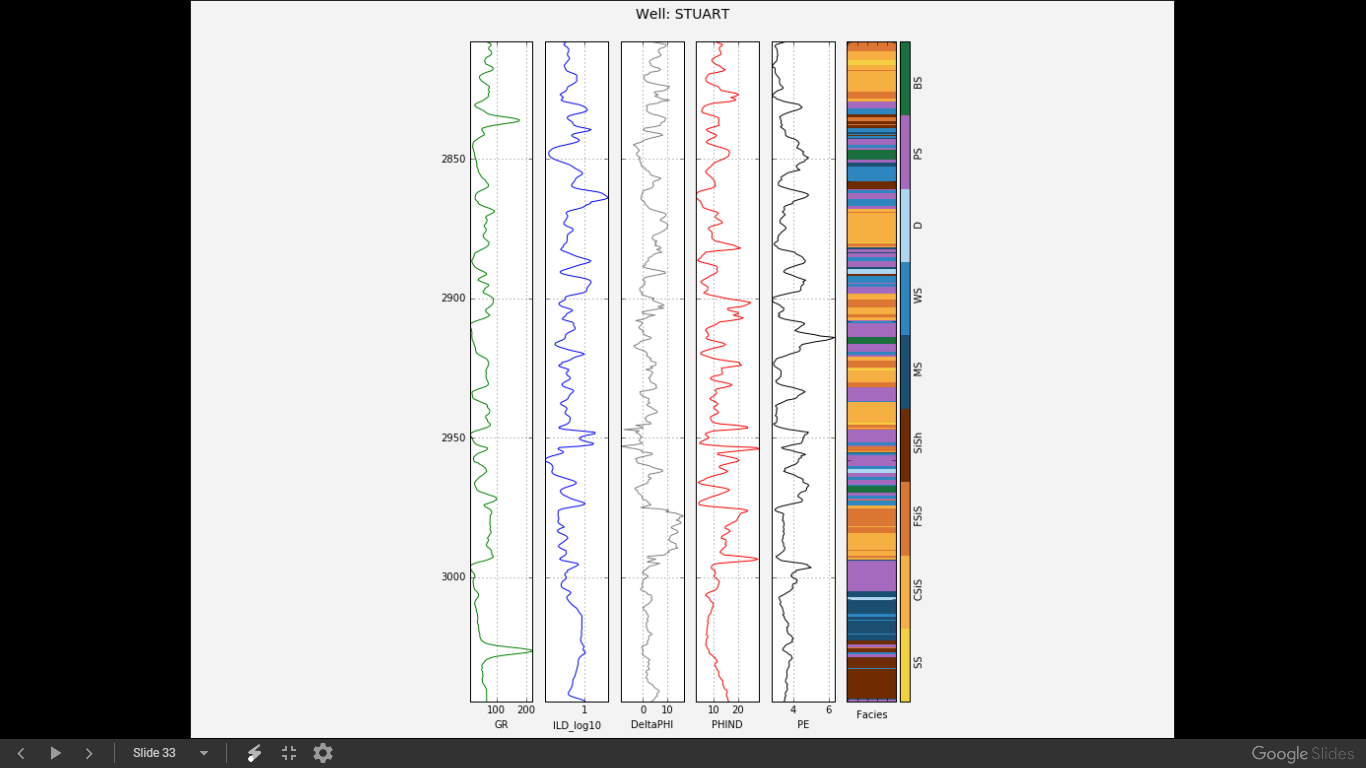 Well: STUART
2850
2900
2950
3000
100 200
GR
1
ILD_log10
0 10
DeltaPHI
10 20
PHIND
4 6
PE
Facies
BS
PS
D
WS
MS
SiSh
FSiS
CSiS
SS
Slide 33
Google Slides